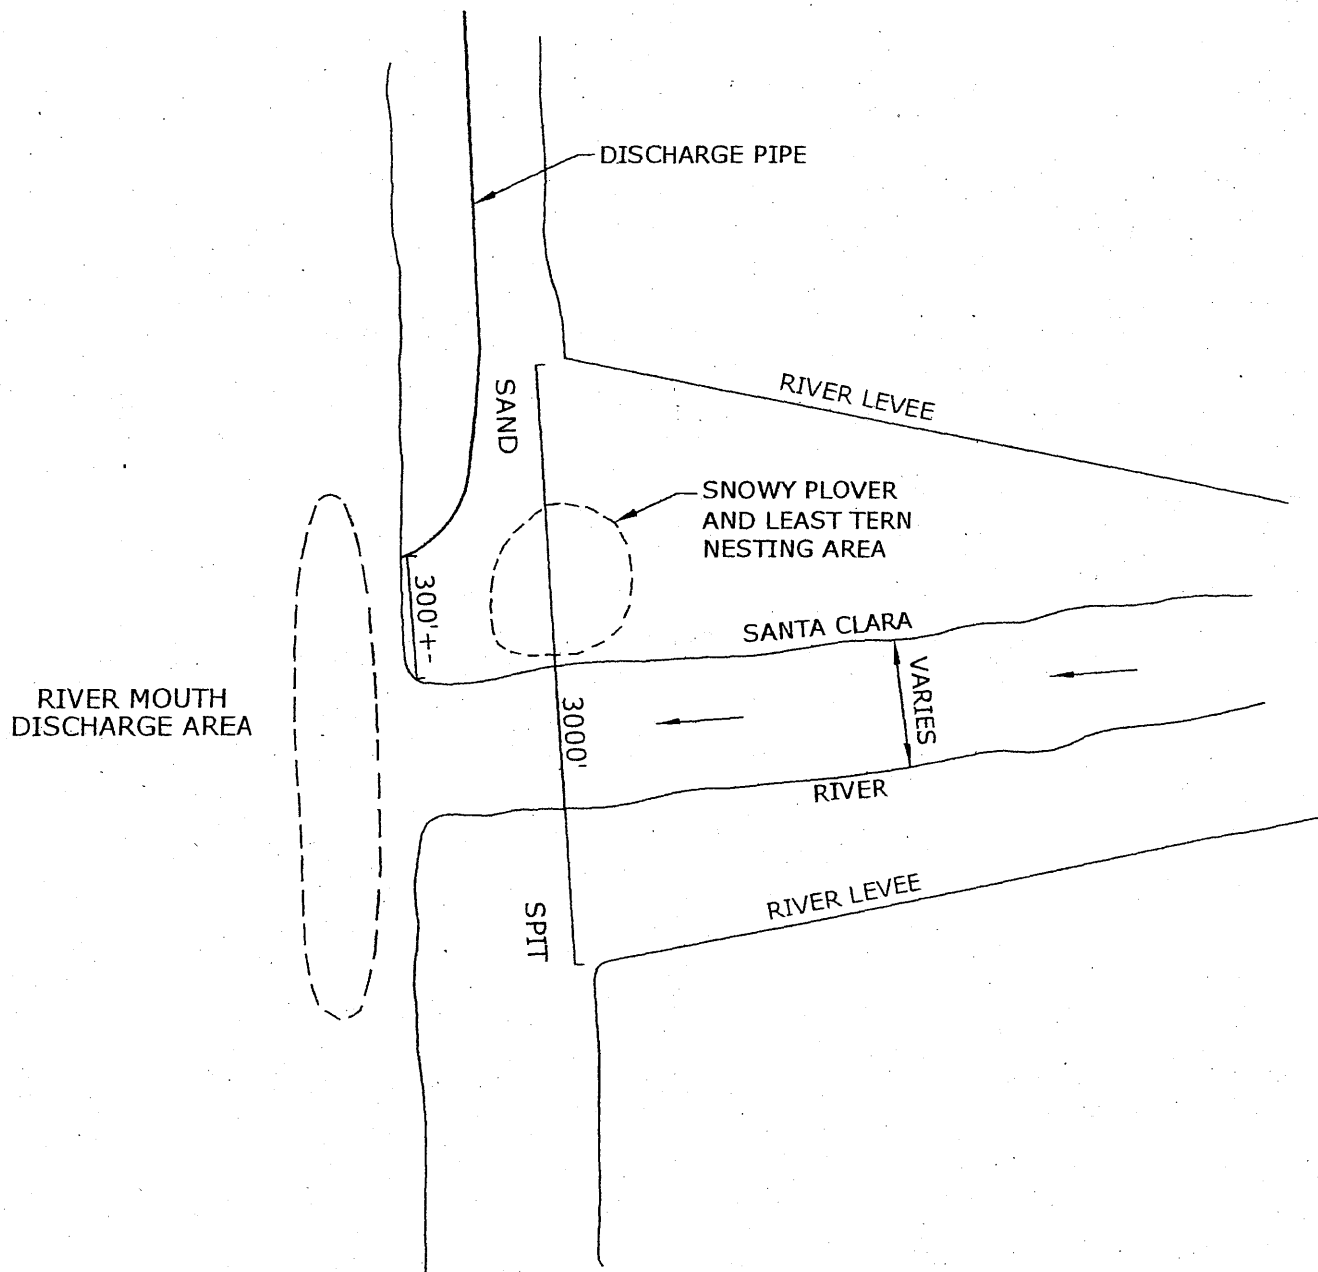 DISCHARGE PIPE
RIVER LEVEE
SAND
SNOWY PLOVER
AND LEAST TERN
NESTING AREA
300'+-
SANTA CLARA
VARIES
RIVER MOUTH
DISCHARGE AREA
3000'
RIVER
RIVER LEVEE
SPIT